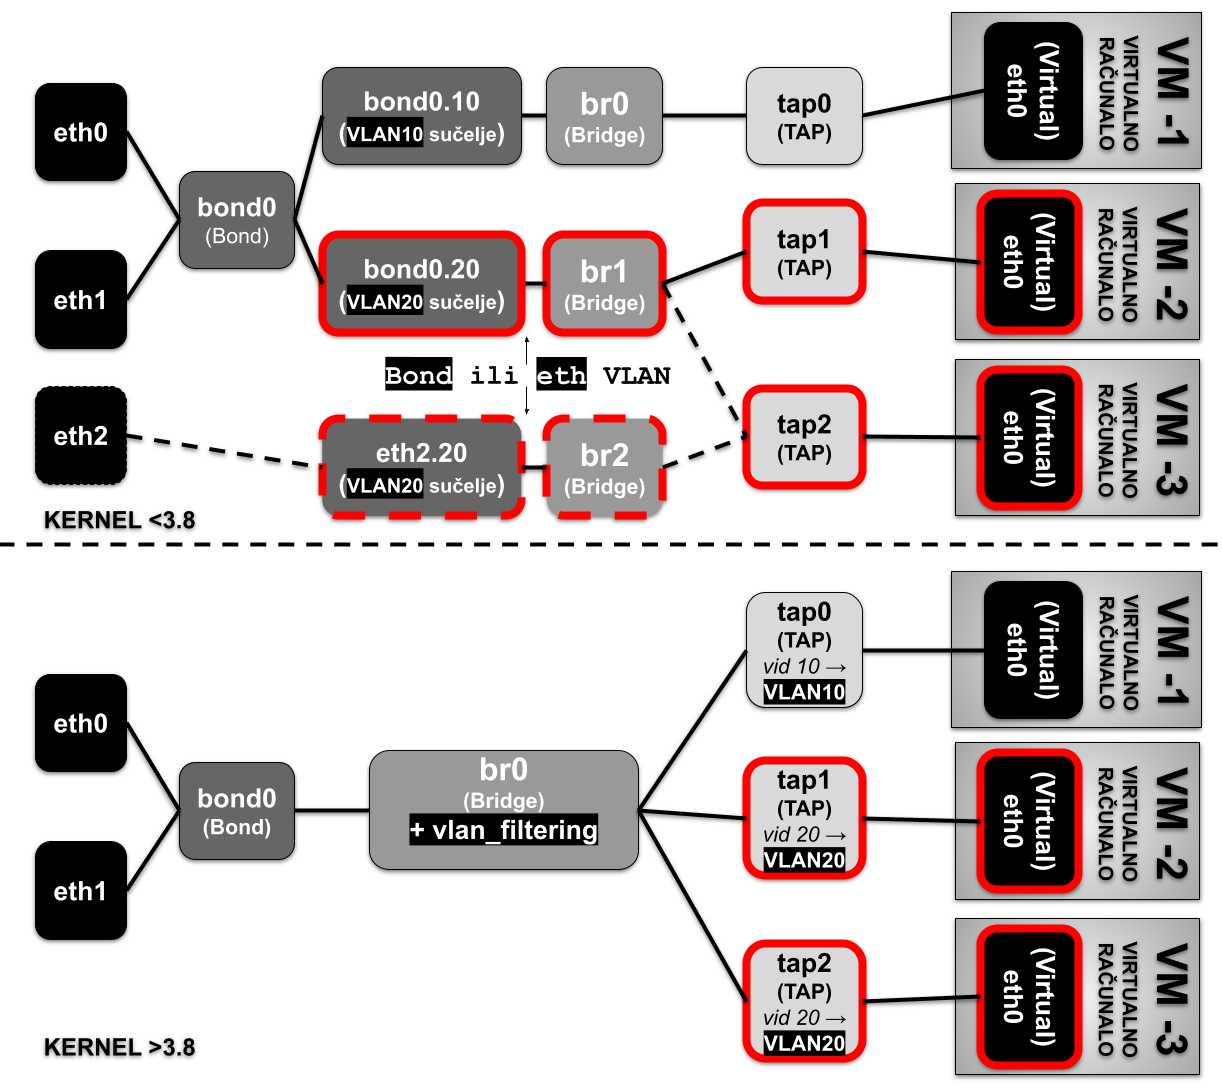 eth0
eth1
eth2
bond0
(Bond)
bond0.10
(VLAN10 sučelje)
br0
(Bridge)
tap0
(TAP)
(Virtual)
eth0
VM -1
VIRTUALNO
RAČUNALO
bond0.20
(VLAN20 sučelje)
br1
(Bridge)
tap1
(TAP)
(Virtual)
eth0
VM -2
VIRTUALNO
RAČUNALO
Bond ili eth VLAN
eth2.20
(VLAN20 sučelje)
br2
(Bridge)
tap2
(TAP)
(Virtual)
eth0
VM -3
VIRTUALNO
RAČUNALO
KERNEL <3.8
eth0
eth1
bond0
(Bond)
br0
(Bridge)
+ vlan_filtering
tap0
(TAP)
vid 10 →
VLAN10
(Virtual)
eth0
VM -1
VIRTUALNO
RAČUNALO
tap1
(TAP)
vid 20 →
VLAN20
(Virtual)
eth0
VM -2
VIRTUALNO
RAČUNALO
tap2
(TAP)
vid 20 →
VLAN20
(Virtual)
eth0
VM -3
VIRTUALNO
RAČUNALO
KERNEL >3.8